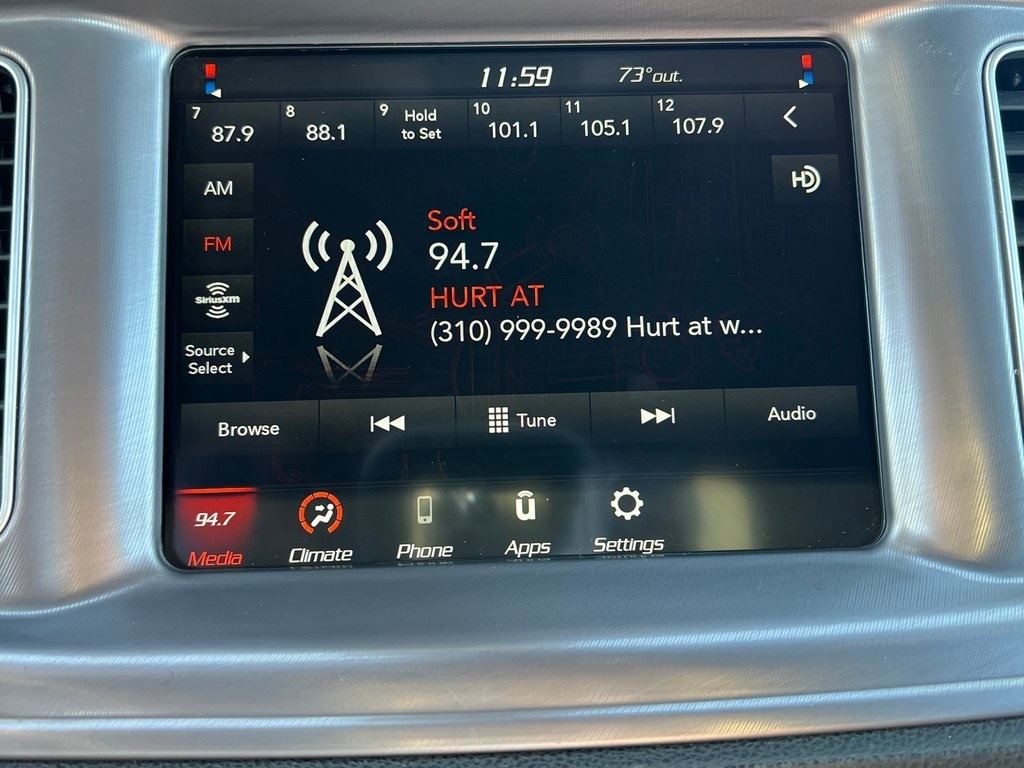 11:59 73°out.
7 87.9 8 88.1 9 Hold to Set 10 101.1 11 105.1 12 107.9
AM
HD
FM
SiriusXM
Source
Select
Soft
94.7
HURT AT
(310) 999-9989 Hurt at w...
Browse Tune Audio
94.7
Media Climate Phone Apps Settings